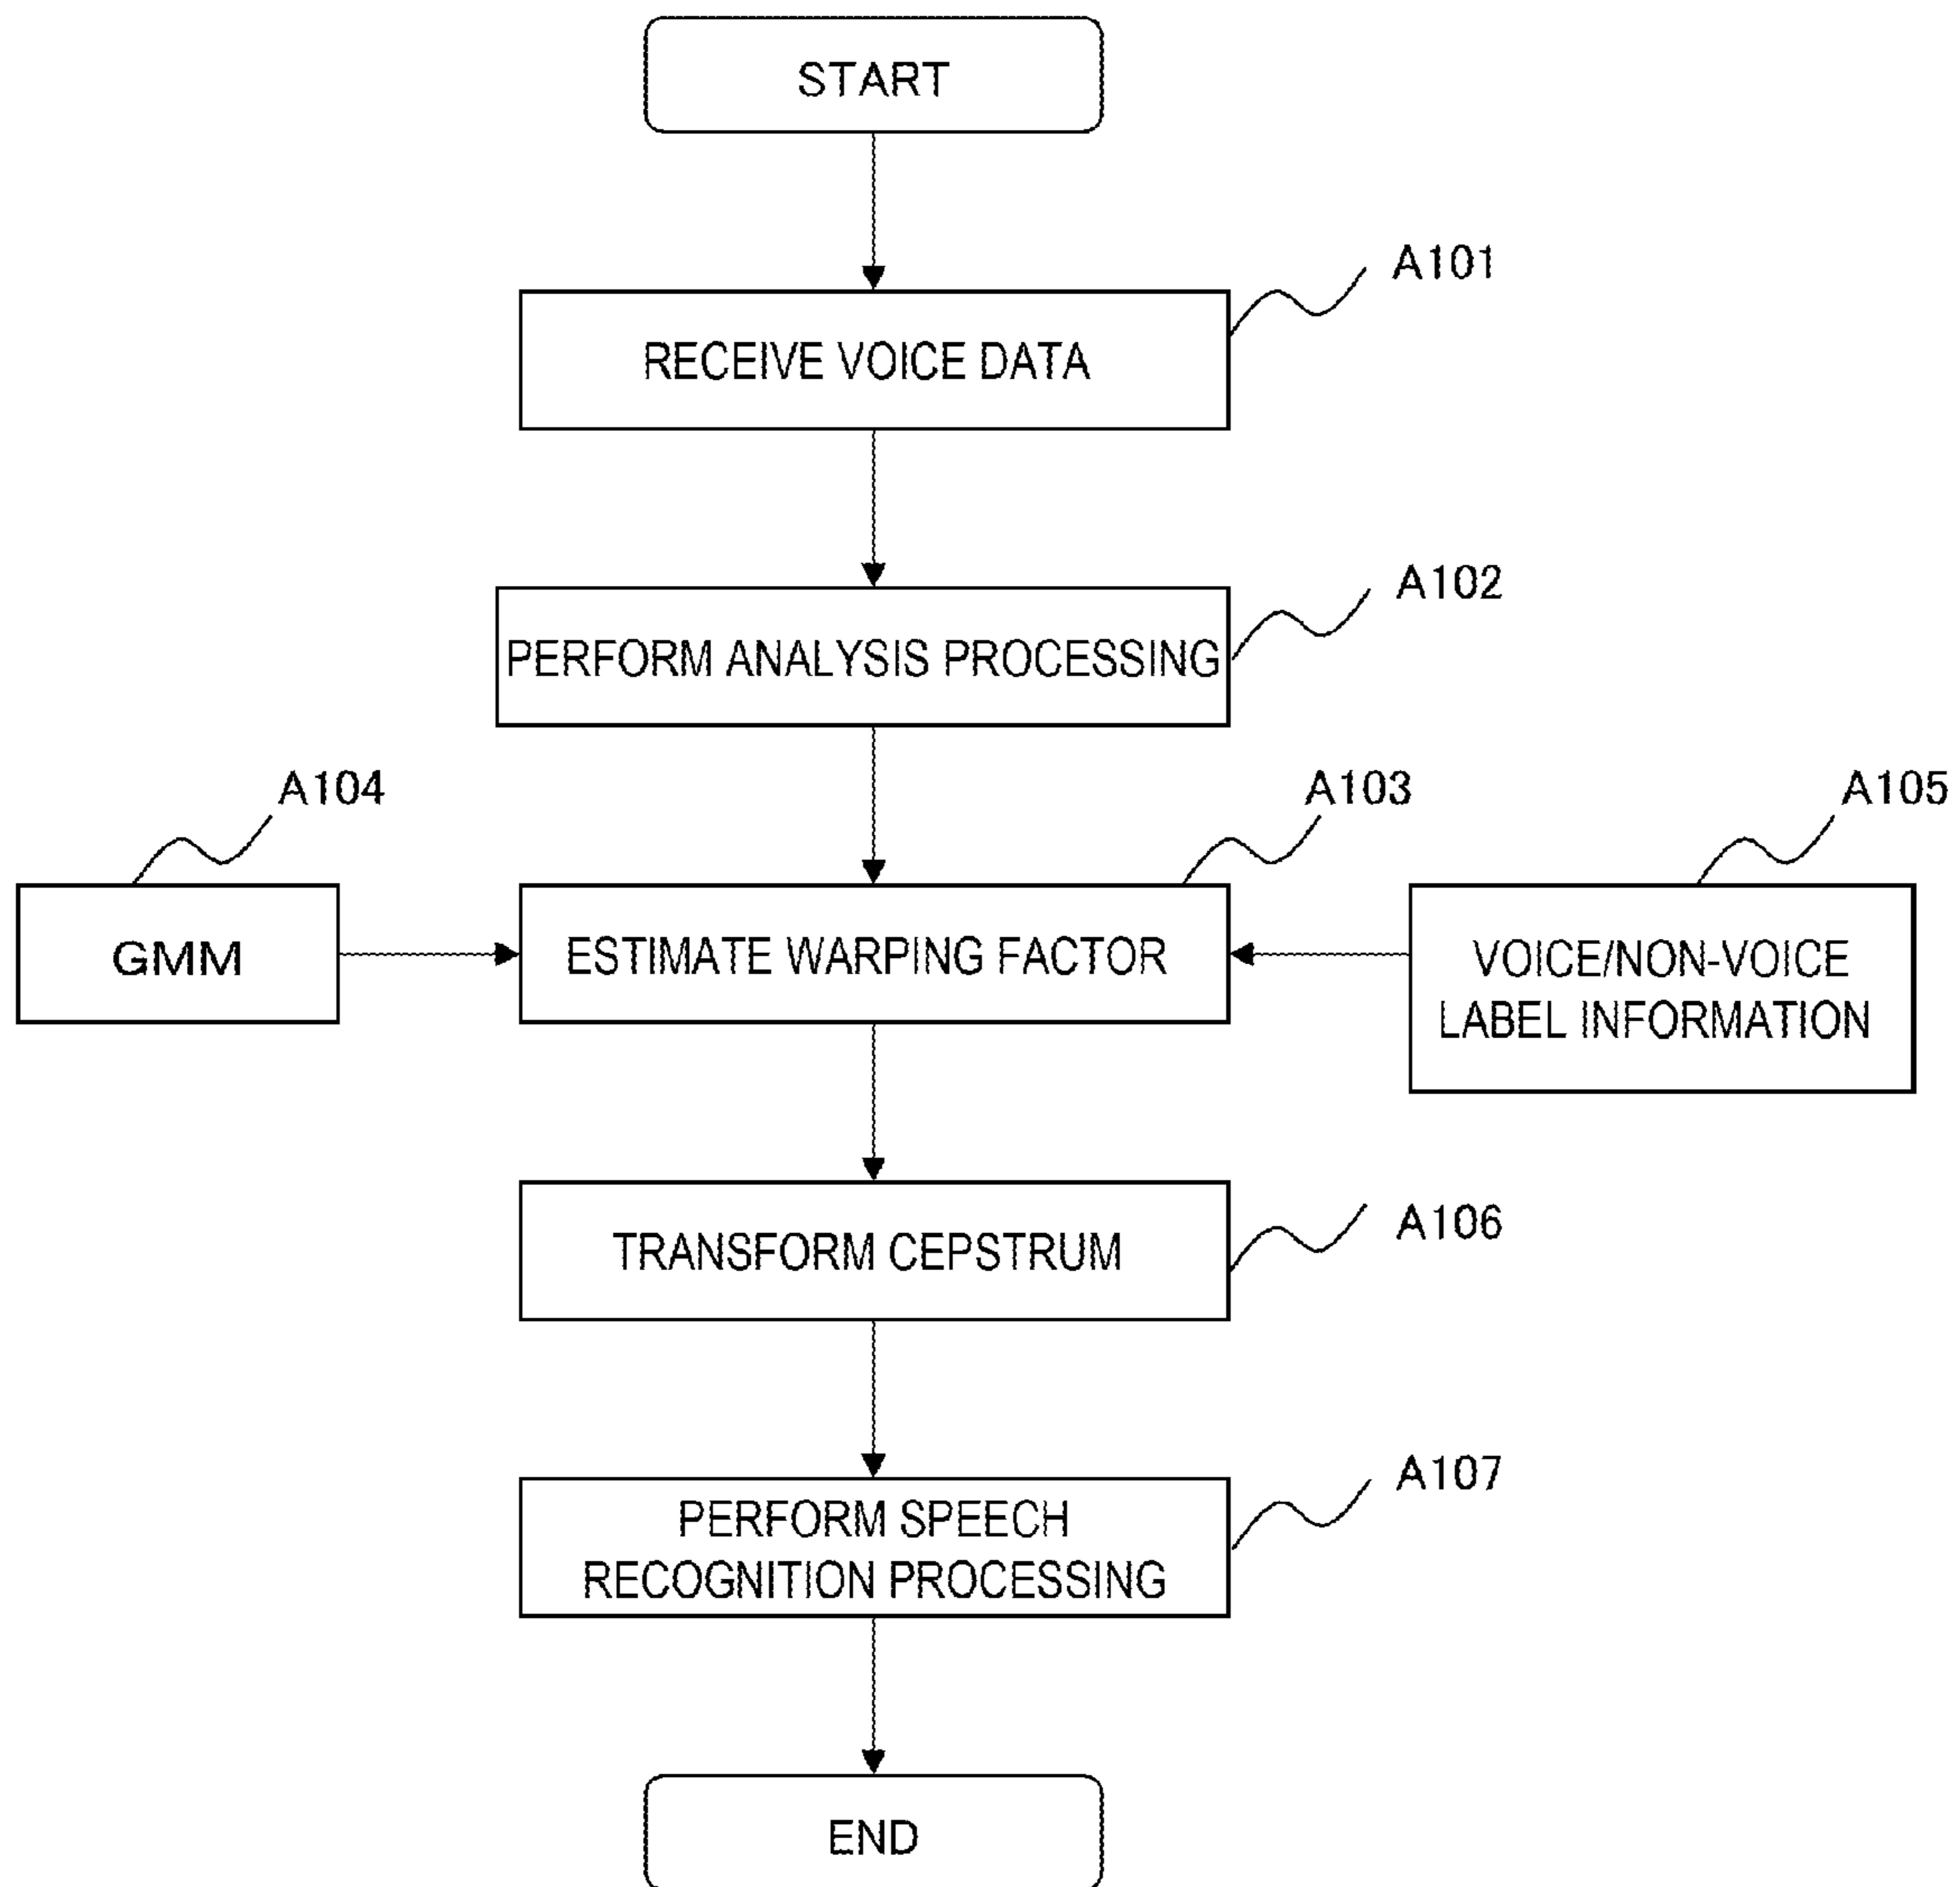 START
A101
RECEIVE VOICE DATA
A102
PERFORM ANALYSIS PROCESSING
A104
A103
A105
GMM
ESTIMATE WARPING FACTOR
VOICE/NON-VOICE
LABEL INFORMATION
TRANSFORM CEPSTRUM
A106
A107
PERFORM SPEECH
RECOGNITION PROCESSING
END